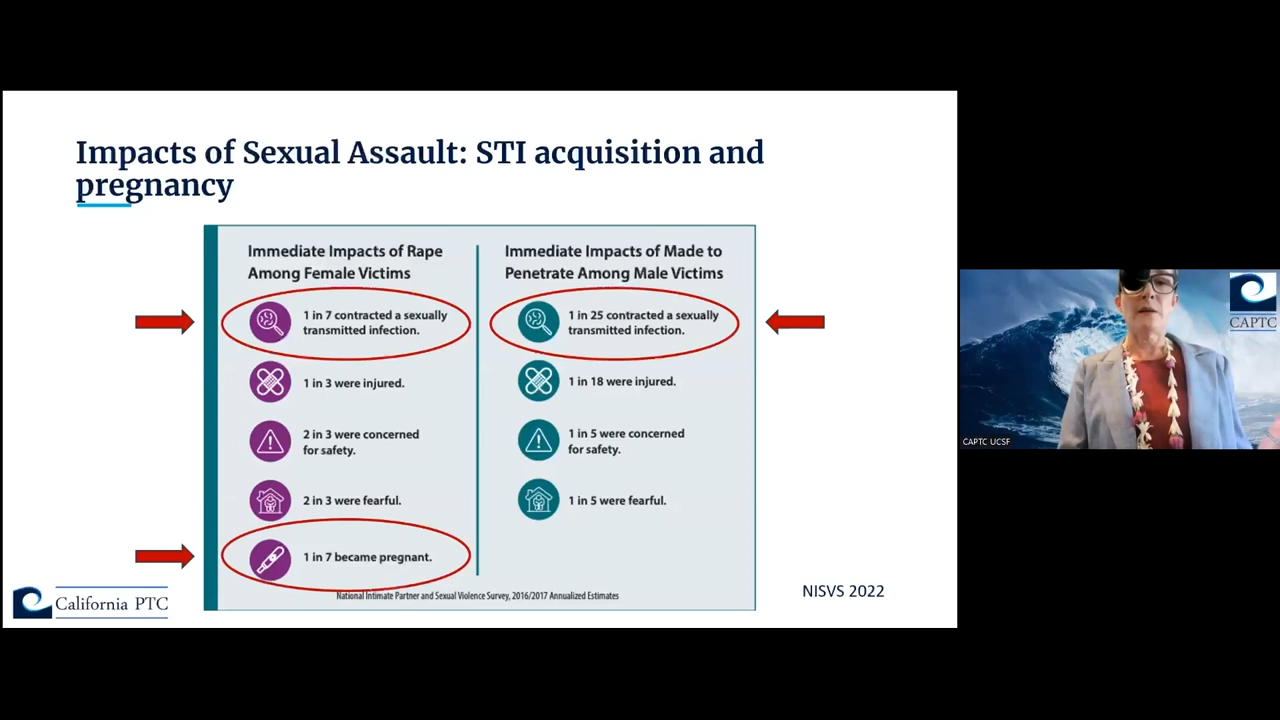 Impacts of Sexual Assault: STI acquisition and
pregnancy
Immediate Impacts of Rape
Among Female Victims
1 in 7 contracted a sexually
transmitted infection.
1 in 3 were injured.
2 in 3 were concerned
for safety.
2 in 3 were fearful.
1 in 7 became pregnant.
Immediate Impacts of Made to
Penetrate Among Male Victims
1 in 25 contracted a sexually
transmitted infection.
1 in 18 were injured.
1 in 5 were concerned
for safety.
1 in 5 were fearful.
National Intimate Partner and Sexual Violence Survey, 2016/2017 Annualized Estimates
NISVS 2022
California PTC
CAPTC
CAPTC UCSF